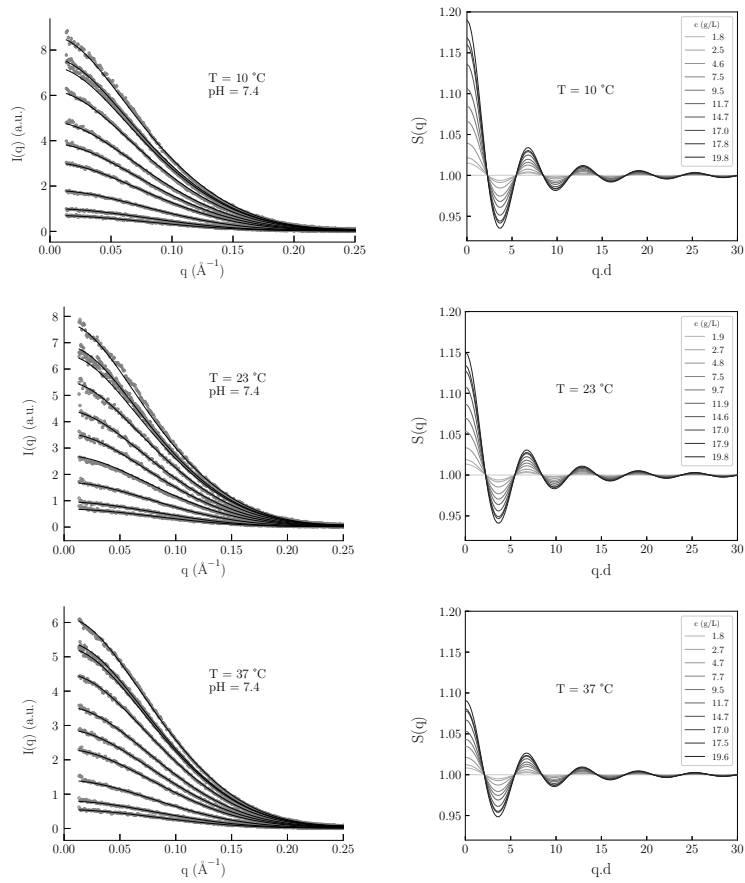 8
6
4
2
0
I(q) (a.u.)
T = 10 °C
pH = 7.4
0.00 0.05 0.10 0.15 0.20 0.25
q (Å⁻¹)
1.20
1.15
1.10
1.05
1.00
0.95
S(q)
T = 10 °C
c (g/L)
1.8
2.5
4.6
7.5
9.5
11.7
14.7
17.0
17.8
19.8
0 5 10 15 20 25 30
q.d
8
7
6
5
4
3
2
1
0
I(q) (a.u.)
T = 23 °C
pH = 7.4
0.00 0.05 0.10 0.15 0.20 0.25
q (Å⁻¹)
1.20
1.15
1.10
1.05
1.00
0.95
S(q)
T = 23 °C
c (g/L)
1.9
2.7
4.8
7.5
9.7
11.9
14.6
17.0
17.9
19.8
0 5 10 15 20 25 30
q.d
6
5
4
3
2
1
0
I(q) (a.u.)
T = 37 °C
pH = 7.4
0.00 0.05 0.10 0.15 0.20 0.25
q (Å⁻¹)
1.20
1.15
1.10
1.05
1.00
0.95
S(q)
T = 37 °C
c (g/L)
1.8
2.7
4.7
7.7
9.5
11.7
14.7
17.0
17.5
19.6
0 5 10 15 20 25 30
q.d